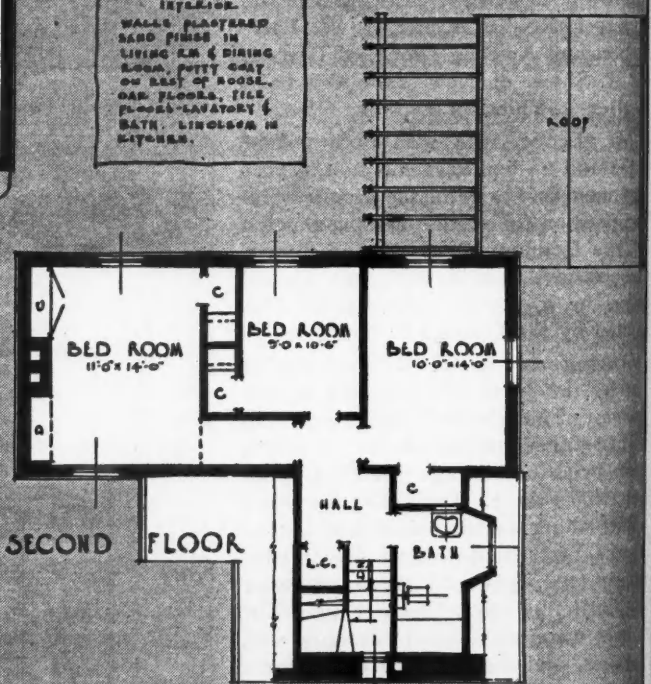 INTERIOR
WALLS PLASTERED
SAND FINISH IN
LIVING RM & DINING
ROOM, PUTTY COAT
ON REST OF HOUSE.
OAK FLOORS, TILE
FLOORS-LAVATORY &
BATH. LINOLEUM IN
KITCHEN.
ROOF
C
BED ROOM
11'-0" x 14'-0"
BED ROOM
9'-0 x 10'-6"
BED ROOM
10'-0" x 14'-0"
C
C
HALL
SECOND FLOOR
L.C.
BATH